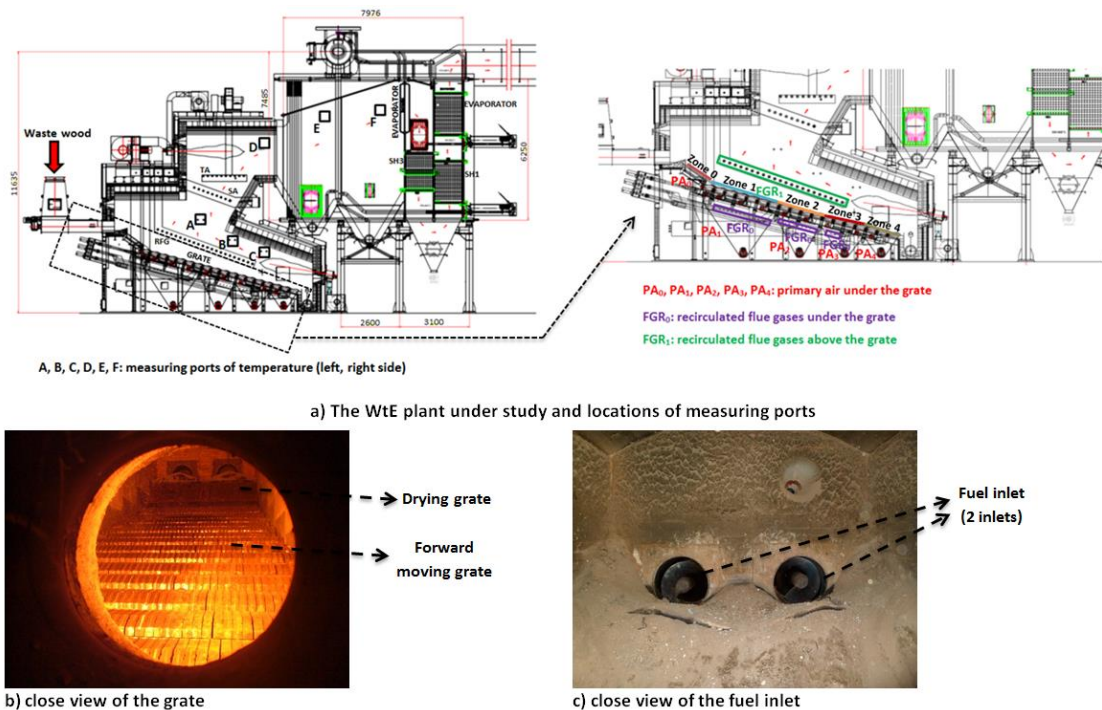 7976
Waste wood
11635
7485
6250
E
F
D
EVAPORATOR
EVAPORATOR
TA
SA
SH3
SH1
A
B
C
RFG
GRATE
2600
3100
A, B, C, D, E, F: measuring ports of temperature (left, right side)
Zone 0
Zone 1
Zone 2
Zone 3
Zone 4
FGR₁
PA₁
FGR₀
PA₂
PA₃
PA₀, PA₁, PA₂, PA₃, PA₄: primary air under the grate
FGR₀: recirculated flue gases under the grate
FGR₁: recirculated flue gases above the grate
a) The WtE plant under study and locations of measuring ports
Drying grate
Forward
moving grate
Fuel inlet
(2 inlets)
b) close view of the grate
c) close view of the fuel inlet